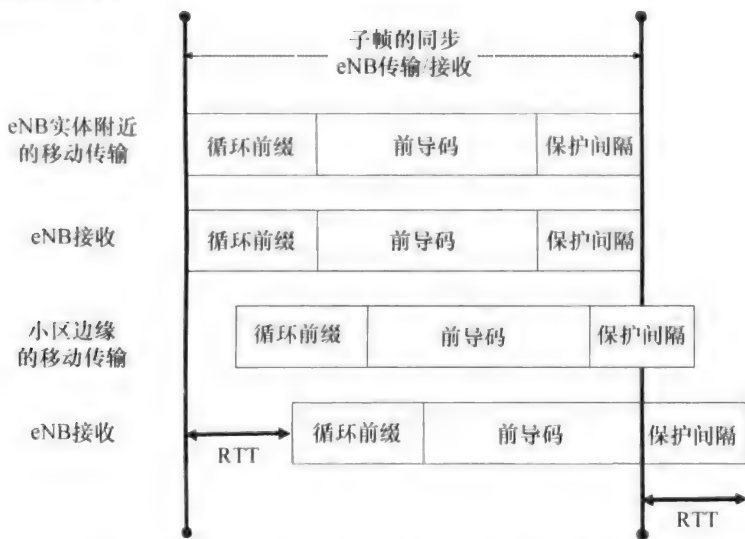 子帧的同步
eNB传输/接收
eNB实体附近
的移动传输
循环前缀
前导码
保护间隔
eNB接收
循环前缀
前导码
保护间隔
小区边缘
的移动传输
循环前缀
前导码
保护间隔
eNB接收
循环前缀
前导码
保护间隔
RTT
RTT